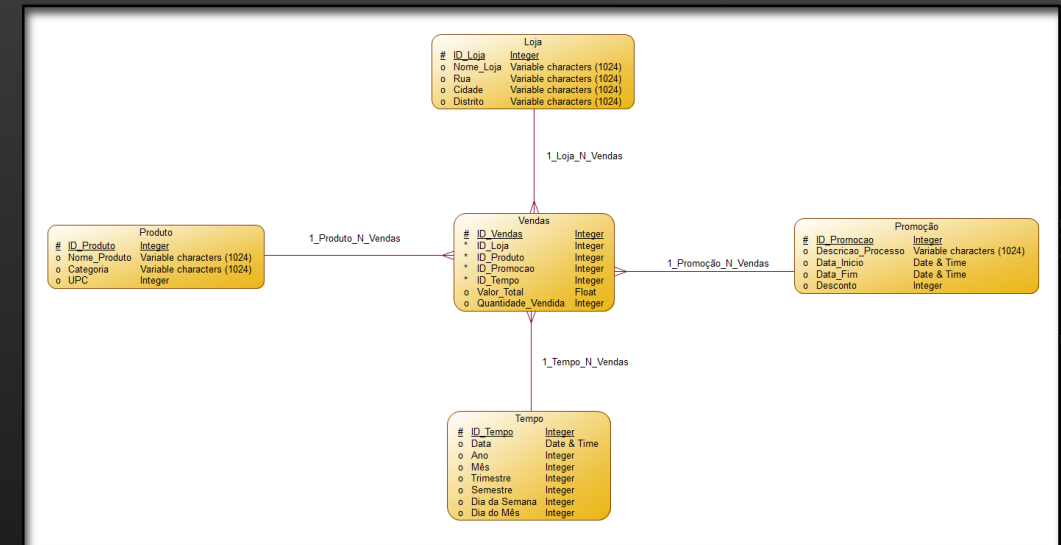 Loja
# ID_Loja Integer
o Nome_Loja Variable characters (1024)
o Rua Variable characters (1024)
o Cidade Variable characters (1024)
o Distrito Variable characters (1024)
1_Loja_N_Vendas
Produto
# ID_Produto Integer
o Nome_Produto Variable characters (1024)
o Categoria Variable characters (1024)
o UPC Integer
1_Produto_N_Vendas
Vendas
# ID_Vendas Integer
* ID_Loja Integer
* ID_Produto Integer
* ID_Promocao Integer
* ID_Tempo Integer
o Valor_Total Float
o Quantidade_Vendida Integer
1_Promoção_N_Vendas
Promoção
# ID_Promocao Integer
o Descricao_Processo Variable characters (1024)
o Data_Inicio Date & Time
o Data_Fim Date & Time
o Desconto Integer
1_Tempo_N_Vendas
Tempo
# ID_Tempo Integer
o Data Date & Time
o Ano Integer
o Mês Integer
o Trimestre Integer
o Semestre Integer
o Dia da Semana Integer
o Dia do Mês Integer